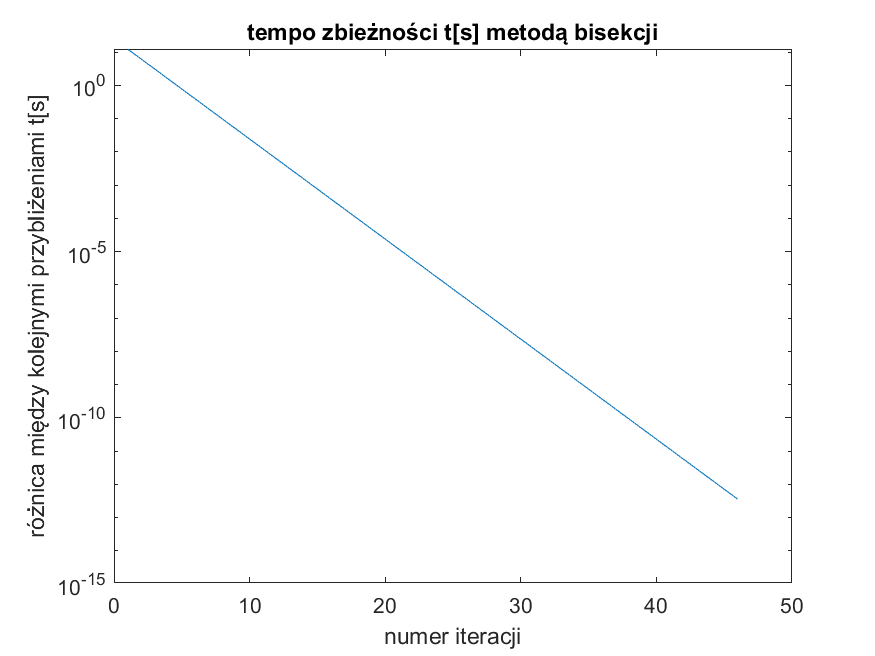 tempo zbieżności t[s] metodą bisekcji
różnica między kolejnymi przybliżeniami t[s]
10^0
10^-5
10^-10
10^-15
0 10 20 30 40 50
numer iteracji